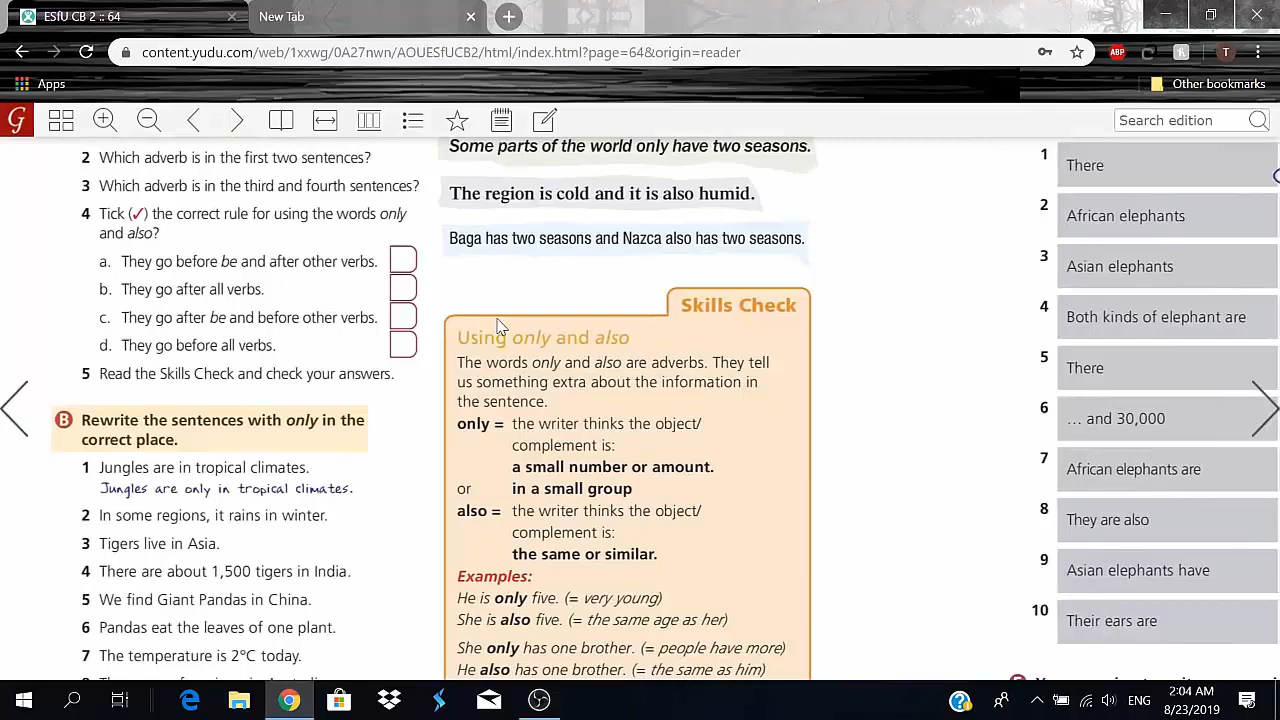 ESfU CB 2 :: 64
New Tab
content.yudu.com/web/1xxwg/0A27nwn/AOUESfUCB2/html/index.html?page=64&origin=reader
ABP
T
Apps
Other bookmarks
G
Search edition
2 Which adverb is in the first two sentences?
3 Which adverb is in the third and fourth sentences?
4 Tick (✓) the correct rule for using the words only
and also?
a. They go before be and after other verbs.
b. They go after all verbs.
c. They go after be and before other verbs.
d. They go before all verbs.
5 Read the Skills Check and check your answers.
B Rewrite the sentences with only in the
correct place.
1 Jungles are in tropical climates.
Jungles are only in tropical climates.
2 In some regions, it rains in winter.
3 Tigers live in Asia.
4 There are about 1,500 tigers in India.
5 We find Giant Pandas in China.
6 Pandas eat the leaves of one plant.
7 The temperature is 2°C today.
Some parts of the world only have two seasons.
The region is cold and it is also humid.
Baga has two seasons and Nazca also has two seasons.
Skills Check
Using only and also
The words only and also are adverbs. They tell
us something extra about the information in
the sentence.
only = the writer thinks the object/
complement is:
a small number or amount.
or in a small group
also = the writer thinks the object/
complement is:
the same or similar.
Examples:
He is only five. (= very young)
She is also five. (= the same age as her)
She only has one brother. (= people have more)
He also has one brother. (= the same as him)
1 There
2 African elephants
3 Asian elephants
4 Both kinds of elephant are
5 There
6 … and 30,000
7 African elephants are
8 They are also
9 Asian elephants have
10 Their ears are
ENG
2:04 AM
8/23/2019